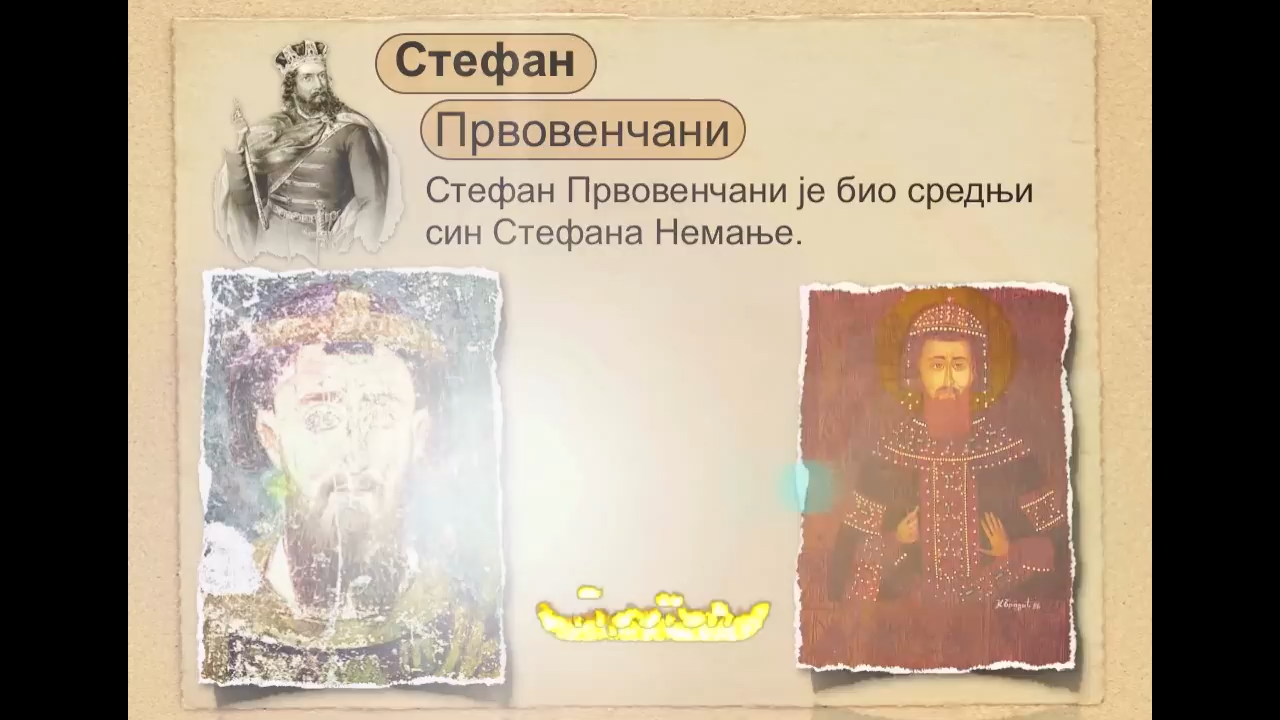 Стефан
Првовенчани
Стефан Првовенчани је био средњи
син Стефана Немање.